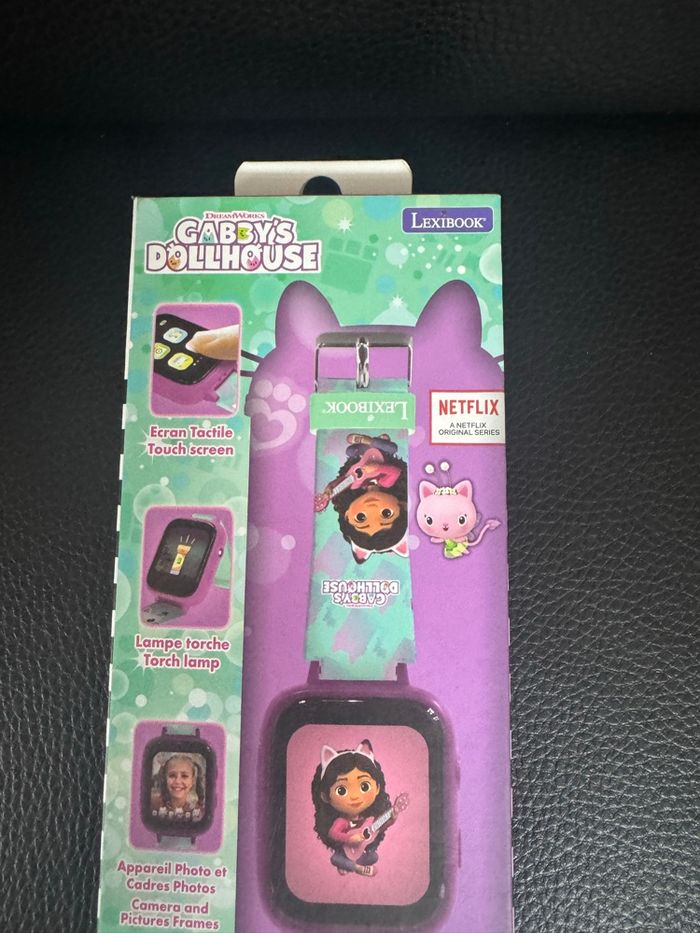 DREAMWORKS
GABBY'S
DOLLHOUSE
LEXIBOOK®
Ecran Tactile
Touch screen
LEXIBOOK®
NETFLIX
A NETFLIX
ORIGINAL SERIES
GABBY'S
DOLLHOUSE
Lampe torche
Torch lamp
Appareil Photo et
Cadres Photos
Camera and
Pictures Frames